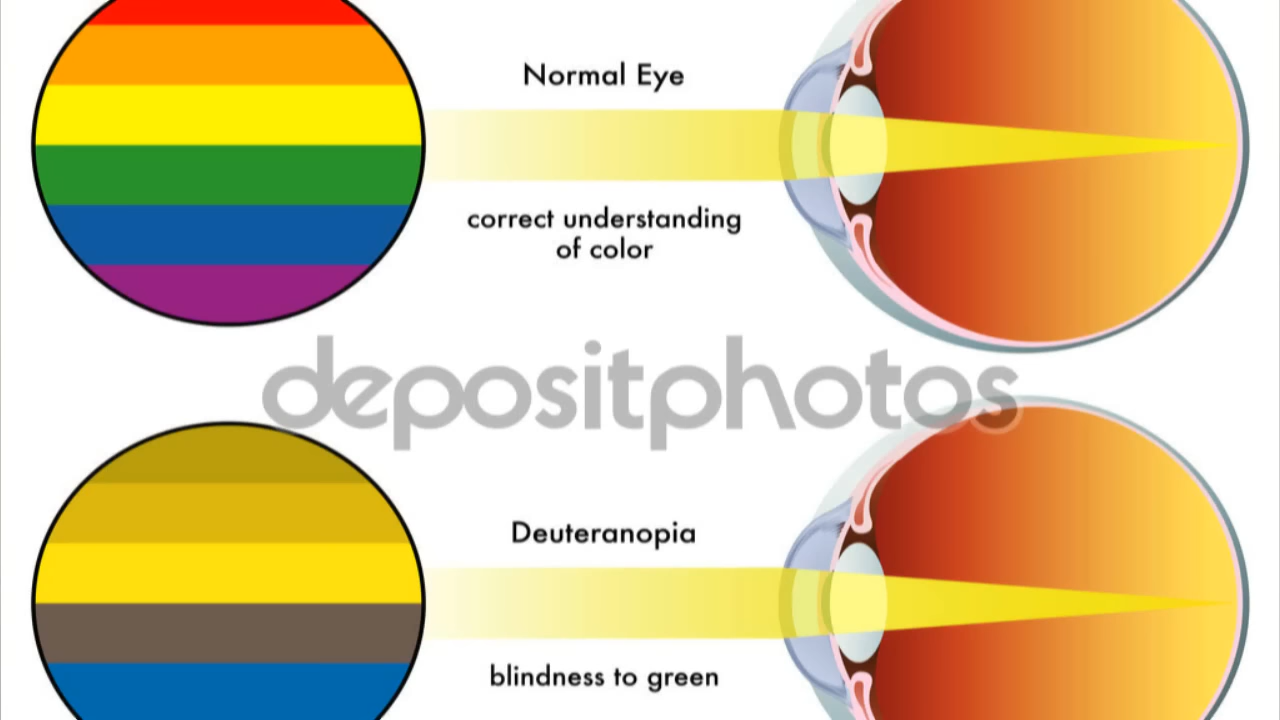 Normal Eye
correct understanding
of color
depositphotos
Deuteranopia
blindness to green